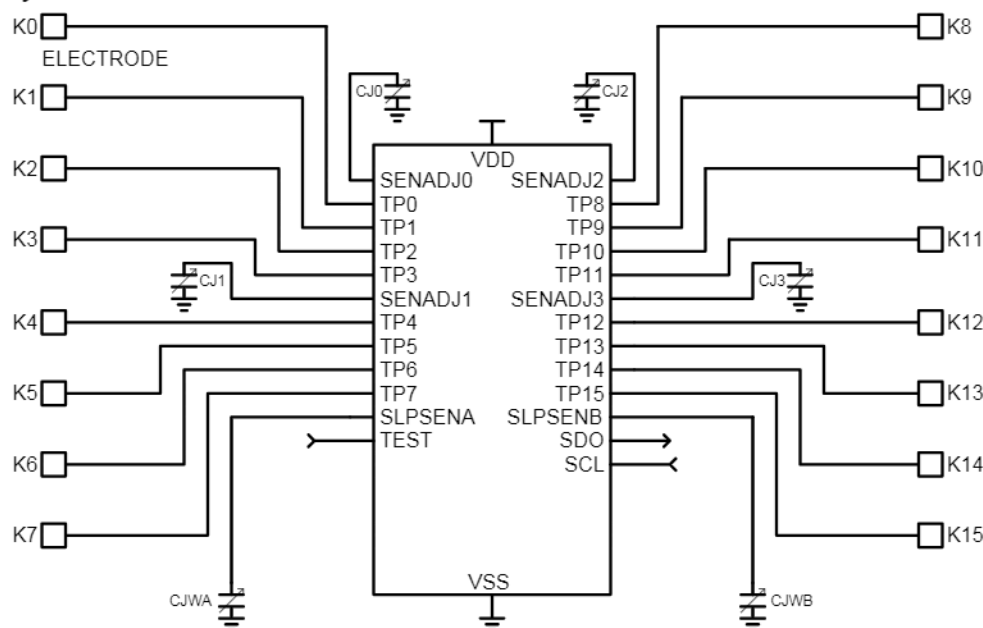 K0
ELECTRODE
K1
K2
K3
K4
K5
K6
K7
CJ0
CJ1
CJWA
VDD
SENADJ0
TP0
TP1
TP2
TP3
SENADJ1
TP4
TP5
TP6
TP7
SLPSENA
TEST
SENADJ2
TP8
TP9
TP10
TP11
SENADJ3
TP12
TP13
TP14
TP15
SLPSENB
SDO
SCL
VSS
CJ2
CJ3
CJWB
K8
K9
K10
K11
K12
K13
K14
K15